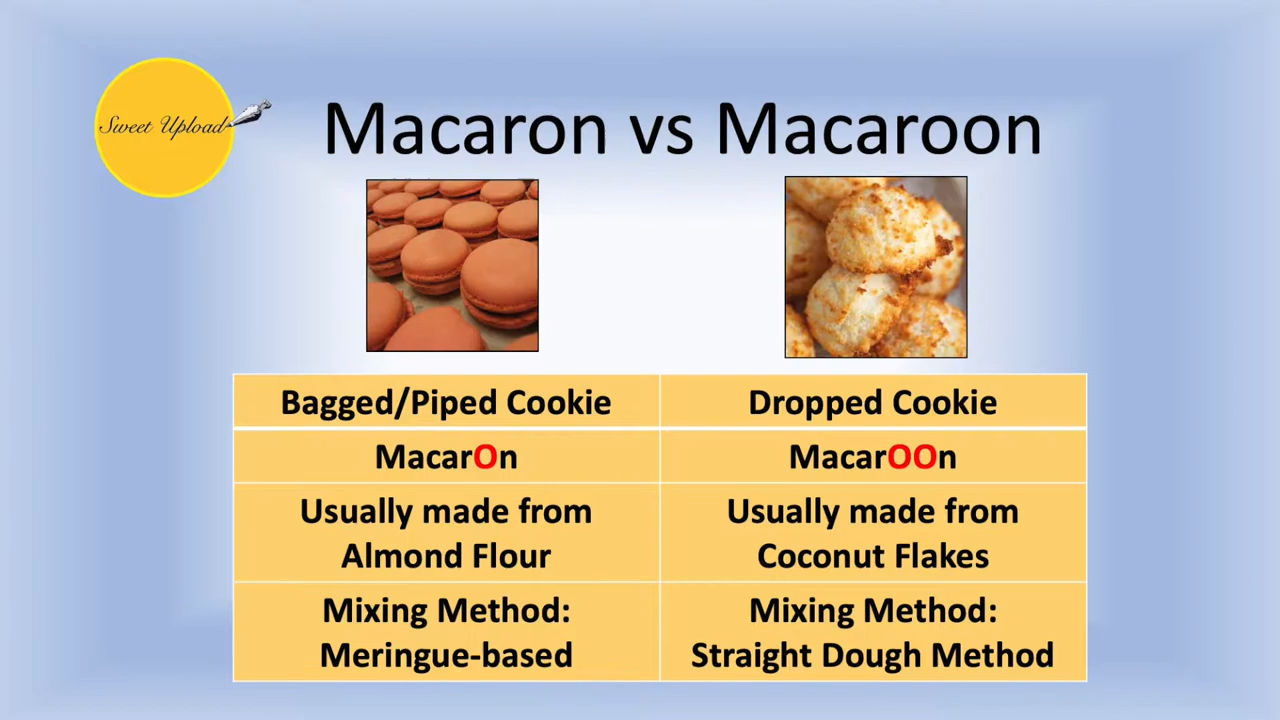 Sweet Upload
Macaron vs Macaroon
Bagged/Piped Cookie
Dropped Cookie
MacarOn
MacarOOn
Usually made from
Almond Flour
Usually made from
Coconut Flakes
Mixing Method:
Meringue-based
Mixing Method:
Straight Dough Method